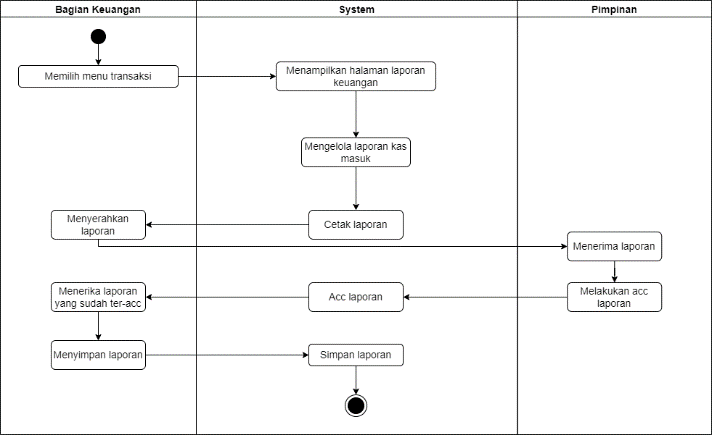 Bagian Keuangan
System
Pimpinan
Memilih menu transaksi
Menampilkan halaman laporan
keuangan
Mengelola laporan kas
masuk
Menyerahkan
laporan
Cetak laporan
Menerima laporan
Menerika laporan
yang sudah ter-acc
Acc laporan
Melakukan acc
laporan
Menyimpan laporan
Simpan laporan